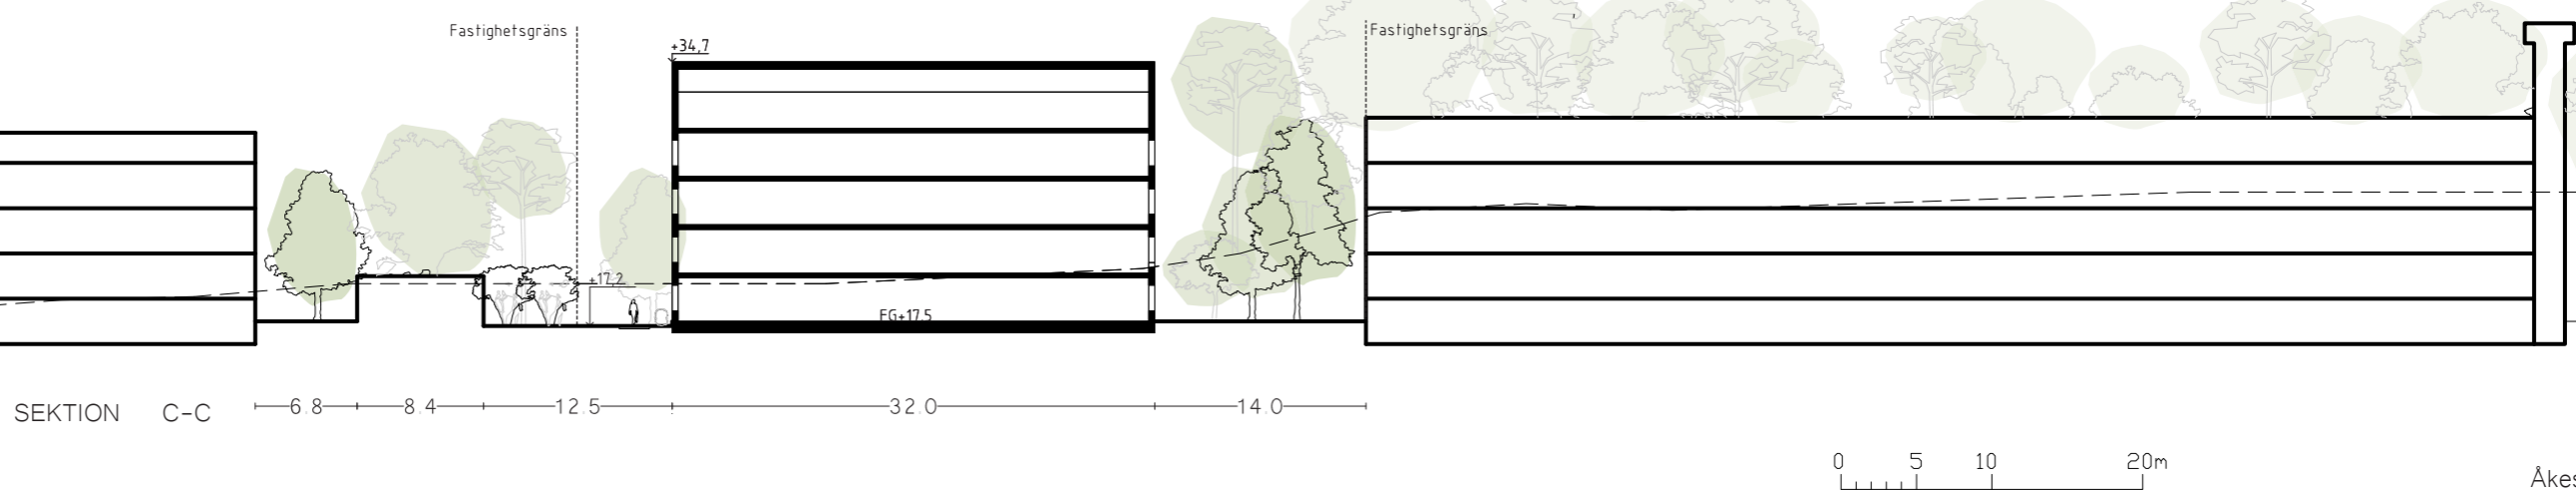 Fastighetsgräns
+34,7
Fastighetsgräns
+17.2
FG+17.5
SEKTION C-C
6.8
8.4
12.5
32.0
14.0
0 5 10 20m